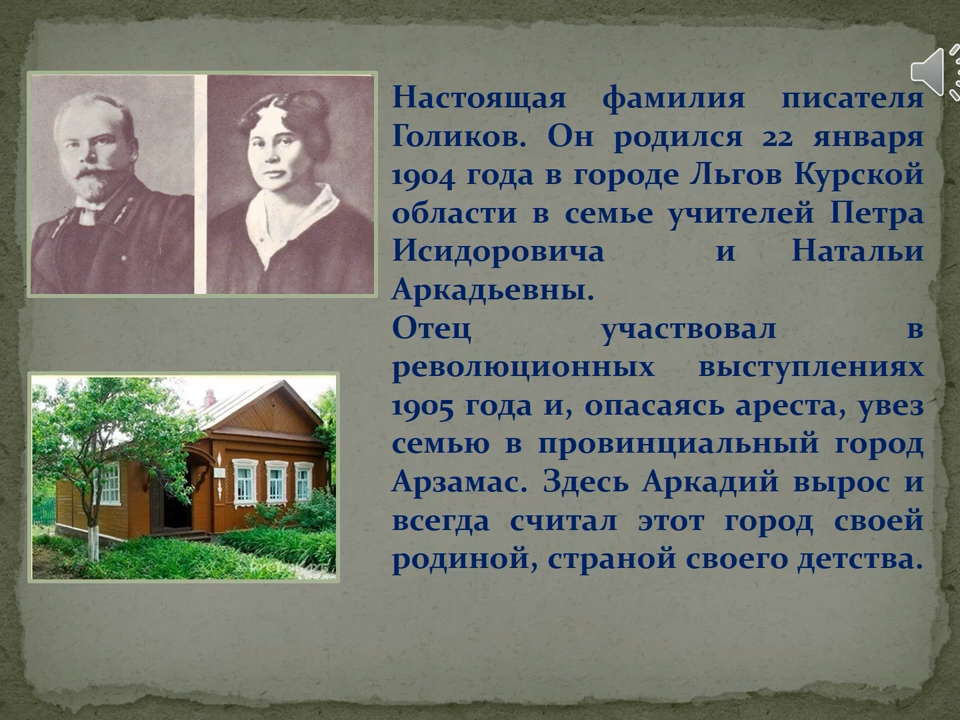 Настоящая фамилия писателя
Голиков. Он родился 22 января
1904 года в городе Льгов Курской
области в семье учителей Петра
Исидоровича и Натальи
Аркадьевны.
Отец участвовал в
революционных выступлениях
1905 года и, опасаясь ареста, увез
семью в провинциальный город
Арзамас. Здесь Аркадий вырос и
всегда считал этот город своей
родиной, страной своего детства.